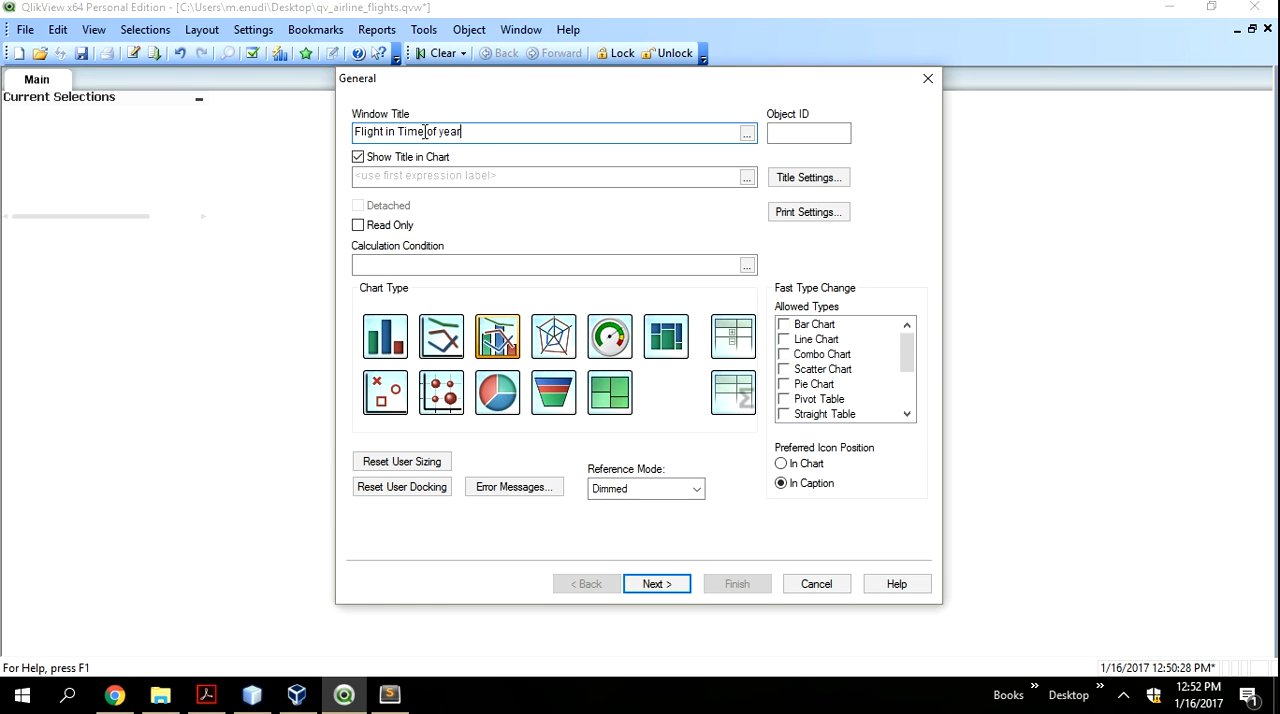 QlikView x64 Personal Edition - [C:\Users\m.enudi\Desktop\qv_airline_flights.qvw*]
File Edit View Selections Layout Settings Bookmarks Reports Tools Object Window Help
Clear Back Forward Lock Unlock
Main
Current Selections
General
Window Title
Object ID
Flight in Time of year
...
Show Title in Chart
<use first expression label>
...
Title Settings...
Detached
Print Settings...
Read Only
Calculation Condition
...
Chart Type
Fast Type Change
Allowed Types
Bar Chart
Line Chart
Combo Chart
Scatter Chart
Pie Chart
Pivot Table
Straight Table
Preferred Icon Position
In Chart
In Caption
Reset User Sizing
Reference Mode:
Reset User Docking
Error Messages...
Dimmed
< Back
Next >
Finish
Cancel
Help
For Help, press F1
1/16/2017 12:50:28 PM*
Books » Desktop »
12:52 PM
1/16/2017
1